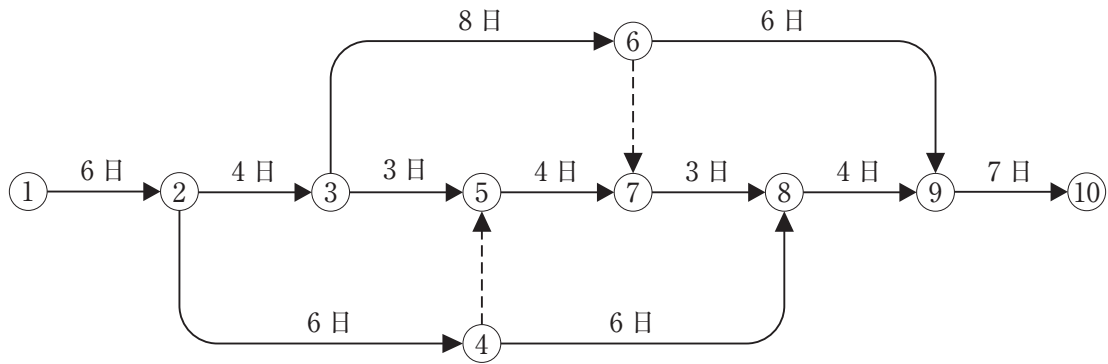 8日 ⑥ 6日
① 6日 ② 4日 ③ 3日 ⑤ 4日 ⑦ 3日 ⑧ 4日 ⑨ 7日 ⑩
6日 ④ 6日